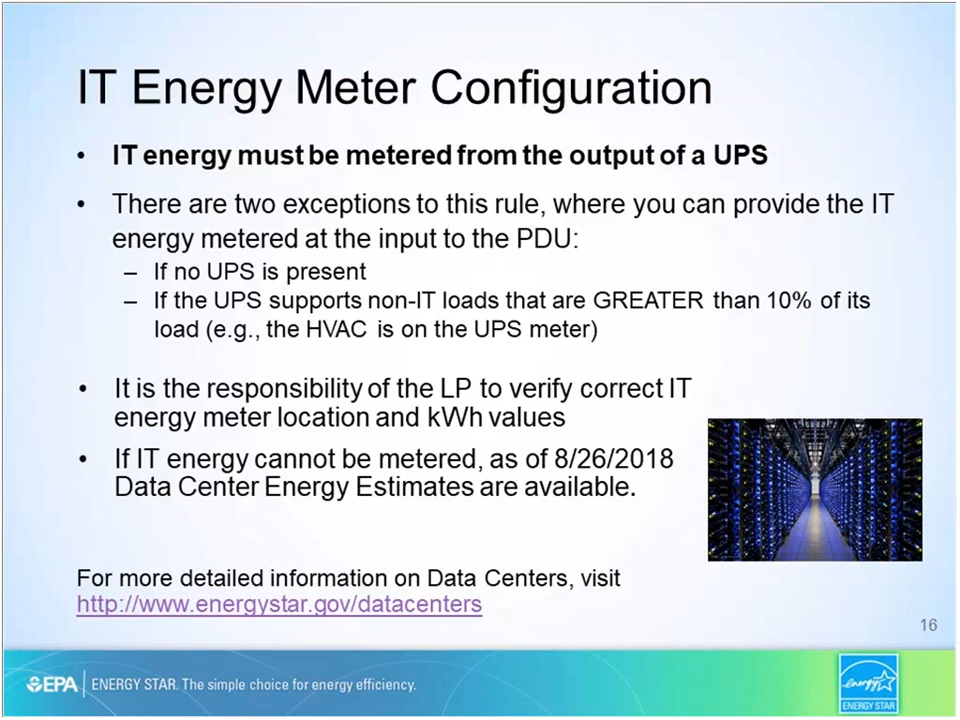 IT Energy Meter Configuration
• IT energy must be metered from the output of a UPS
• There are two exceptions to this rule, where you can provide the IT
energy metered at the input to the PDU:
– If no UPS is present
– If the UPS supports non-IT loads that are GREATER than 10% of its
load (e.g., the HVAC is on the UPS meter)
• It is the responsibility of the LP to verify correct IT
energy meter location and kWh values
• If IT energy cannot be metered, as of 8/26/2018
Data Center Energy Estimates are available.
For more detailed information on Data Centers, visit
http://www.energystar.gov/datacenters
16
EPA ENERGY STAR. The simple choice for energy efficiency.
energy
ENERGY STAR